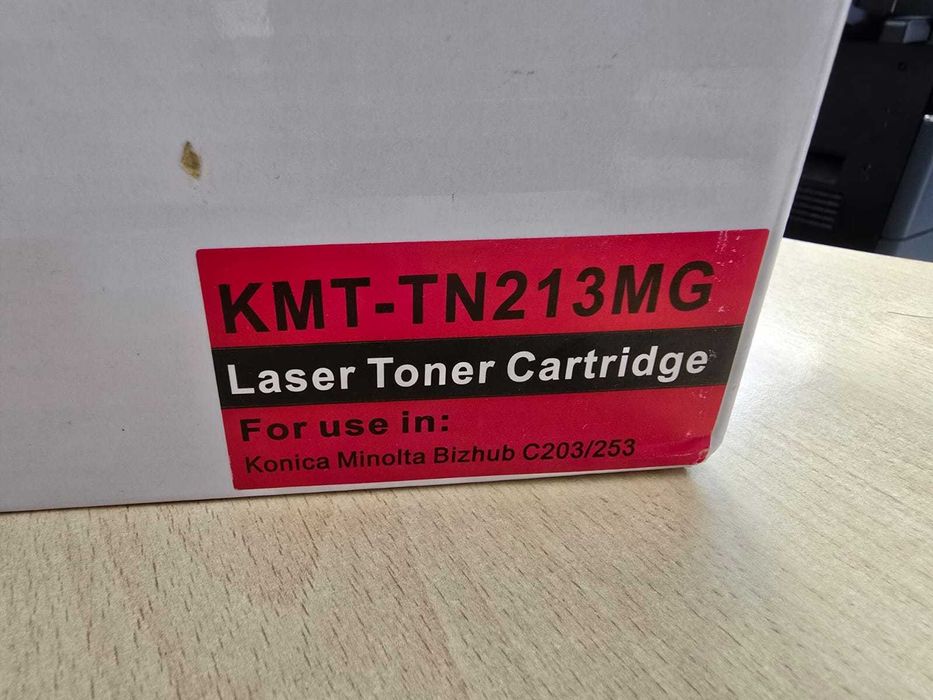 KMT-TN213MG
Laser Toner Cartridge
For use in:
Konica Minolta Bizhub C203/253